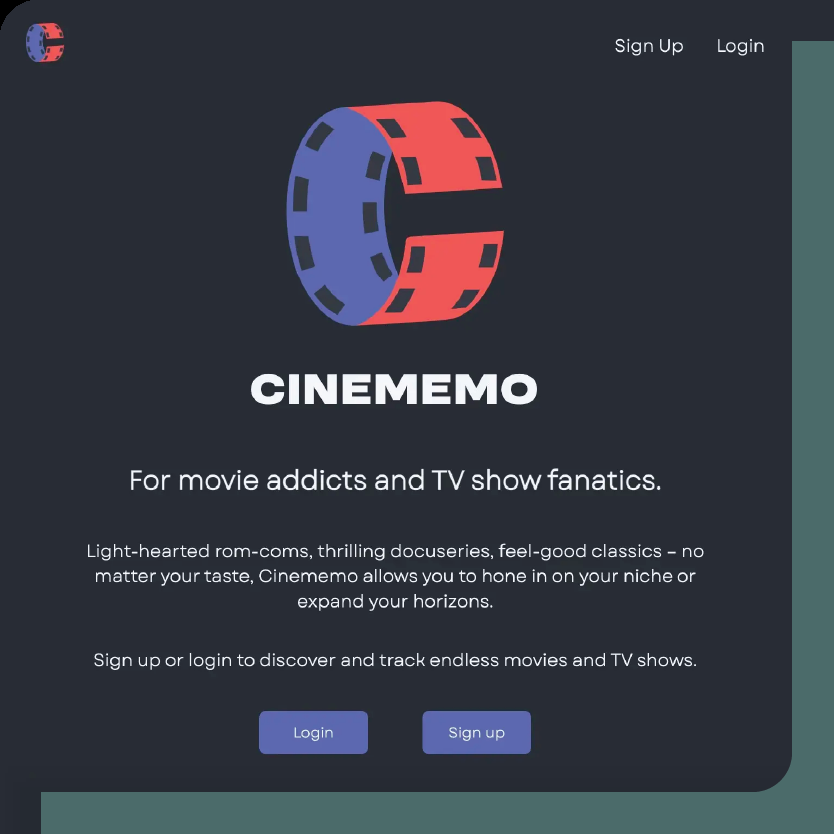 Sign Up Login
CINEMEMO
For movie addicts and TV show fanatics.
Light-hearted rom-coms, thrilling docuseries, feel-good classics – no
matter your taste, Cinememo allows you to hone in on your niche or
expand your horizons.
Sign up or login to discover and track endless movies and TV shows.
Login Sign up